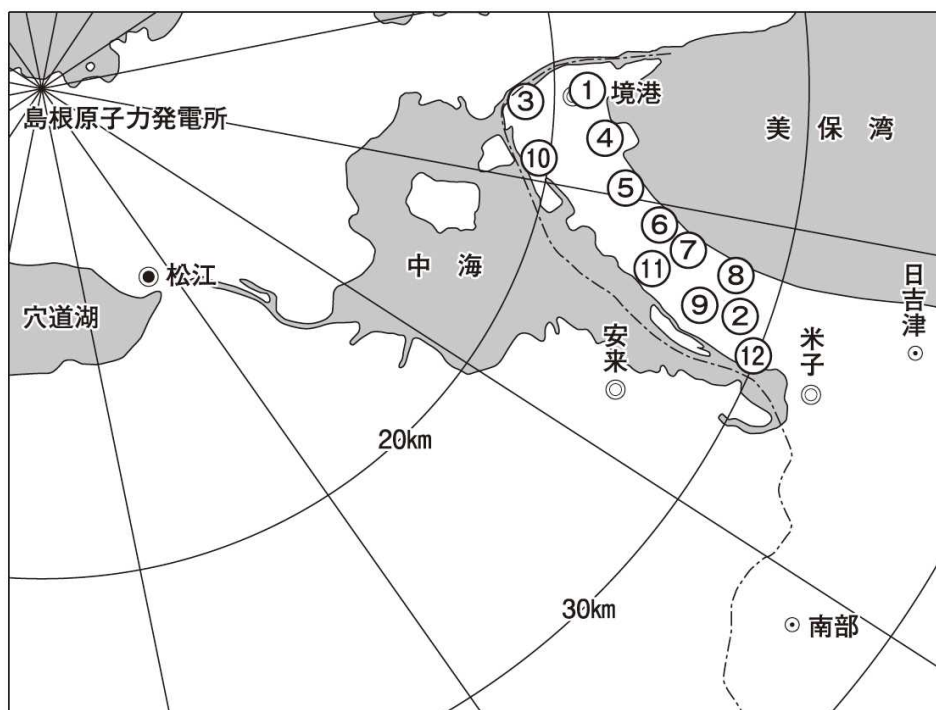 島根原子力発電所
①
境港
③
④
美保湾
⑩
⑤
⑥
⑦
中海
⑪
⑧
松江
日吉津
⑨
②
穴道湖
安来
米子
⑫
20km
30km
南部